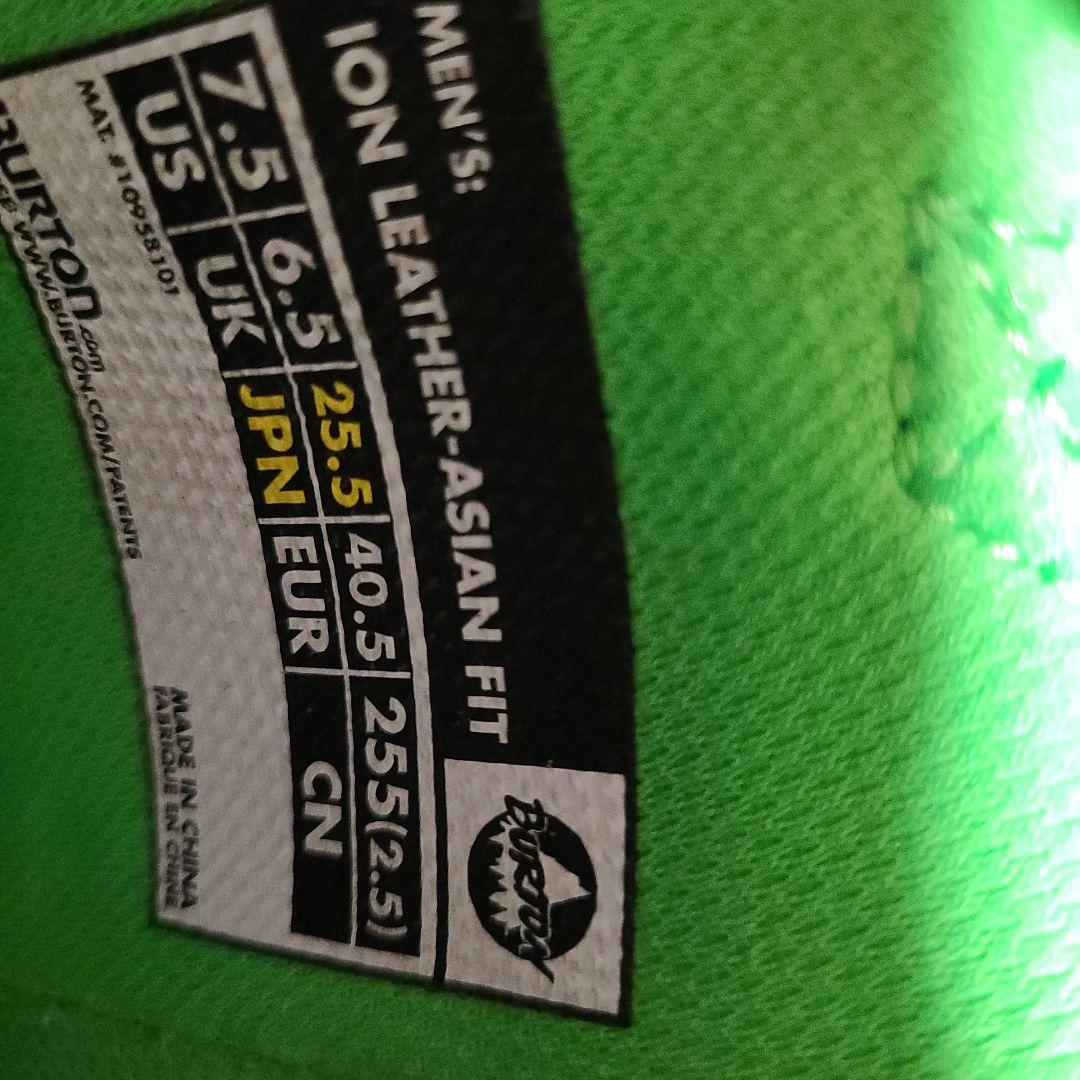 MEN'S:
ION LEATHER-ASIAN FIT
BURTON
7.5 6.5 25.5 40.5 255(2.5)
US UK JPN EUR CN
MAT. #10958101
BURTON.com
WWW.BURTON.COM/PATENTS
MADE IN CHINA
FABRIQUE EN CHINE